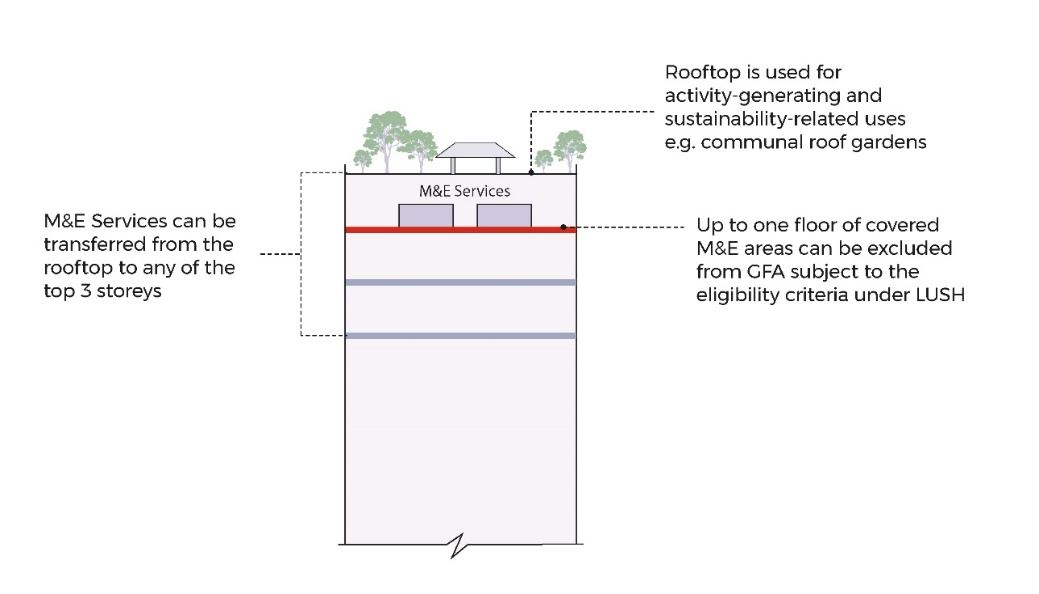 Rooftop is used for
activity-generating and
sustainability-related uses
e.g. communal roof gardens
M&E Services
M&E Services can be
transferred from the
rooftop to any of the
top 3 storeys
Up to one floor of covered
M&E areas can be excluded
from GFA subject to the
eligibility criteria under LUSH